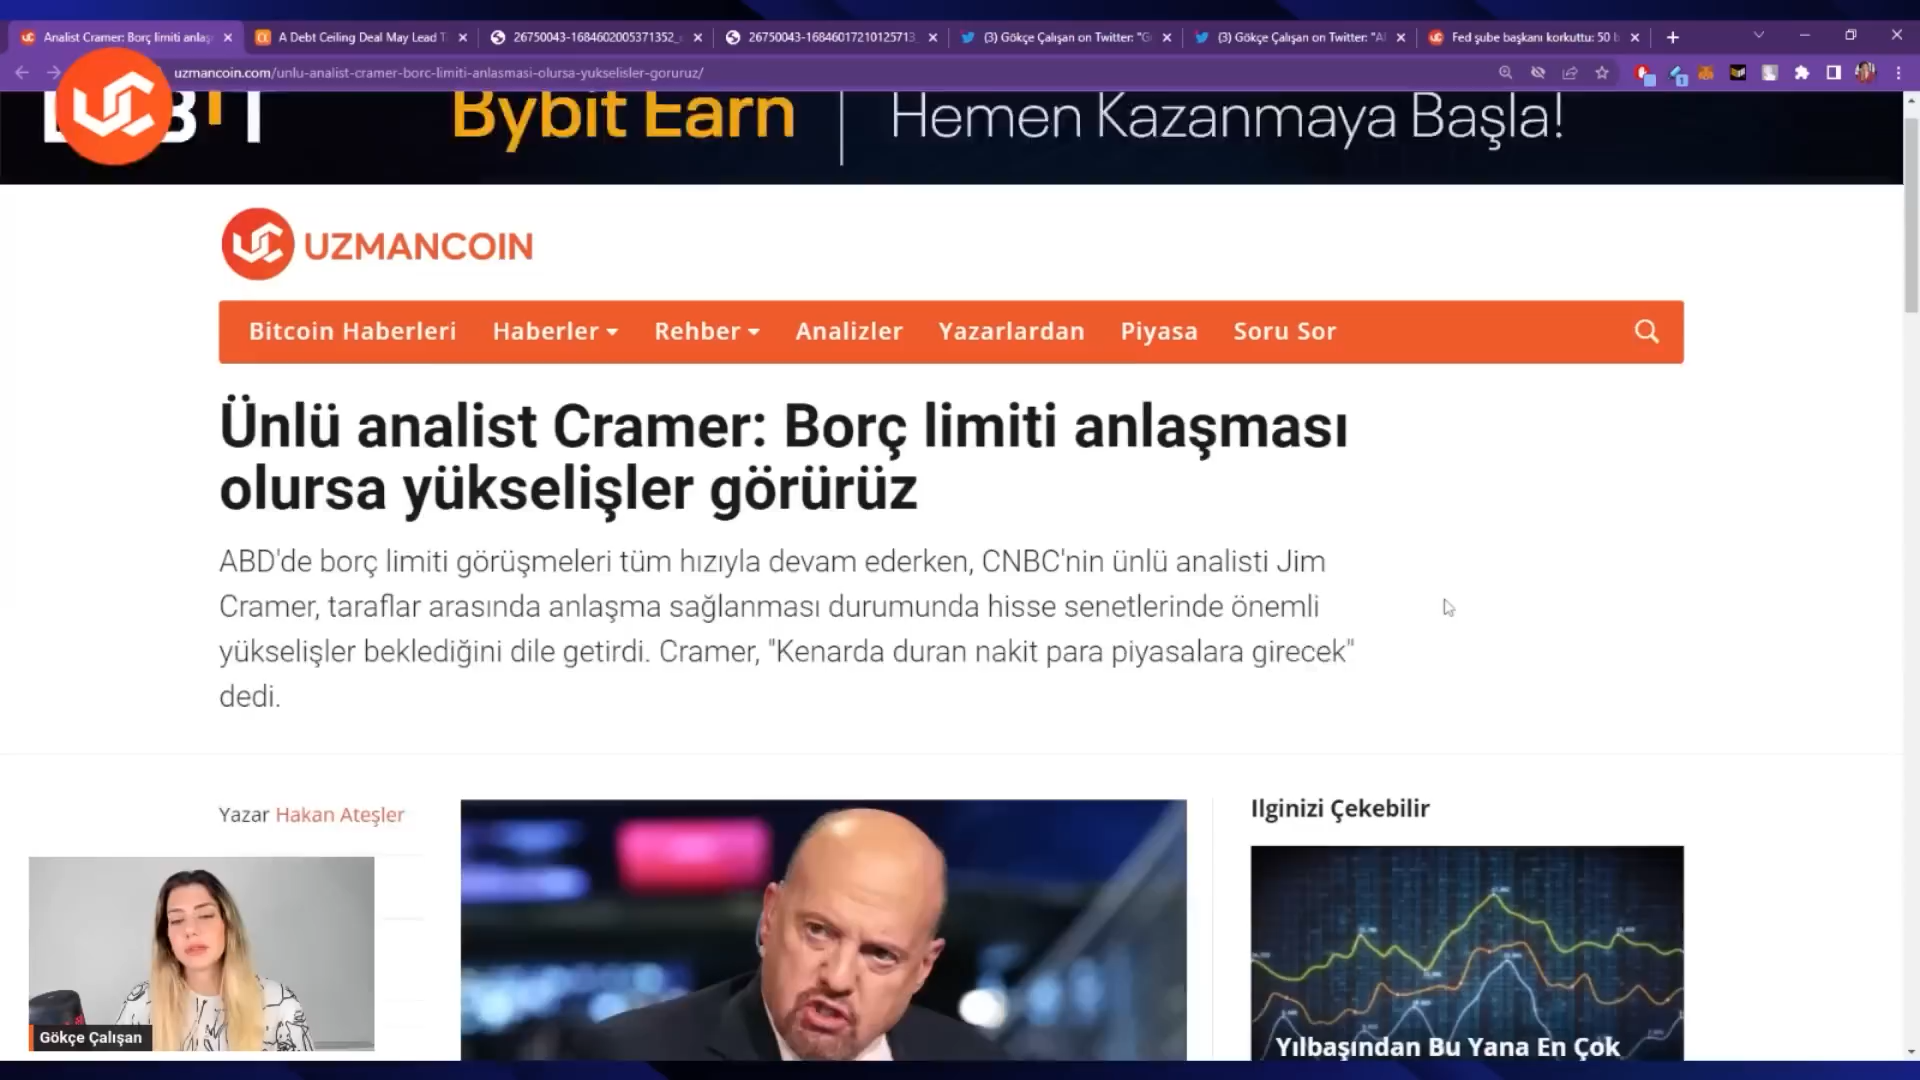 Analist Cramer: Borç limiti anlaş
A Debt Ceiling Deal May Lead T
26750043-1684602005371352_
26750043-16846017210125713
(3) Gökçe Çalışan on Twitter: "G
(3) Gökçe Çalışan on Twitter: "Al
Fed şube başkanı korkuttu: 50 b
uzmancoin.com/unlu-analist-cramer-borc-limiti-anlasmasi-olursa-yukselisler-goruruz/
Bybit Earn
Hemen Kazanmaya Başla!
UZMANCOIN
Bitcoin Haberleri
Haberler
Rehber
Analizler
Yazarlardan
Piyasa
Soru Sor
Ünlü analist Cramer: Borç limiti anlaşması
olursa yükselişler görürüz
ABD'de borç limiti görüşmeleri tüm hızıyla devam ederken, CNBC'nin ünlü analisti Jim
Cramer, taraflar arasında anlaşma sağlanması durumunda hisse senetlerinde önemli
yükselişler beklediğini dile getirdi. Cramer, "Kenarda duran nakit para piyasalara girecek"
dedi.
Yazar Hakan Ateşler
Ilginizi Çekebilir
Yılbaşından Bu Yana En Çok
Gökçe Çalışan